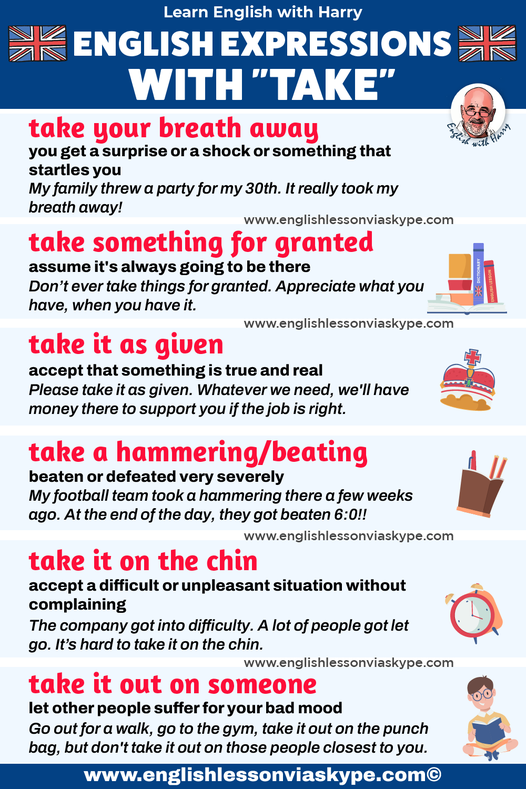 Learn English with Harry
ENGLISH EXPRESSIONS
WITH "TAKE"
English with Harry
take your breath away
you get a surprise or a shock or something that
startles you
My family threw a party for my 30th. It really took my
breath away!
www.englishlessonviaskype.com
take something for granted
assume it's always going to be there
Don't ever take things for granted. Appreciate what you
have, when you have it.
DICTIONARY
www.englishlessonviaskype.com
take it as given
accept that something is true and real
Please take it as given. Whatever we need, we'll have
money there to support you if the job is right.
take a hammering/beating
beaten or defeated very severely
My football team took a hammering there a few weeks
ago. At the end of the day, they got beaten 6:0!!
www.englishlessonviaskype.com
take it on the chin
accept a difficult or unpleasant situation without
complaining
The company got into difficulty. A lot of people got let
go. It's hard to take it on the chin.
www.englishlessonviaskype.com
take it out on someone
let other people suffer for your bad mood
Go out for a walk, go to the gym, take it out on the punch
bag, but don't take it out on those people closest to you.
www.englishlessonviaskype.com©